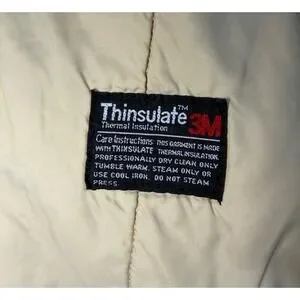 Thinsulate™
Thermal Insulation
3M
Care Instructions: THIS GARMENT IS MADE
WITH THINSULATE THERMAL INSULATION.
PROFESSIONALLY DRY CLEAN ONLY
TUMBLE WARM. STEAM ONLY OR
USE COOL IRON. DO NOT STEAM
PRESS.